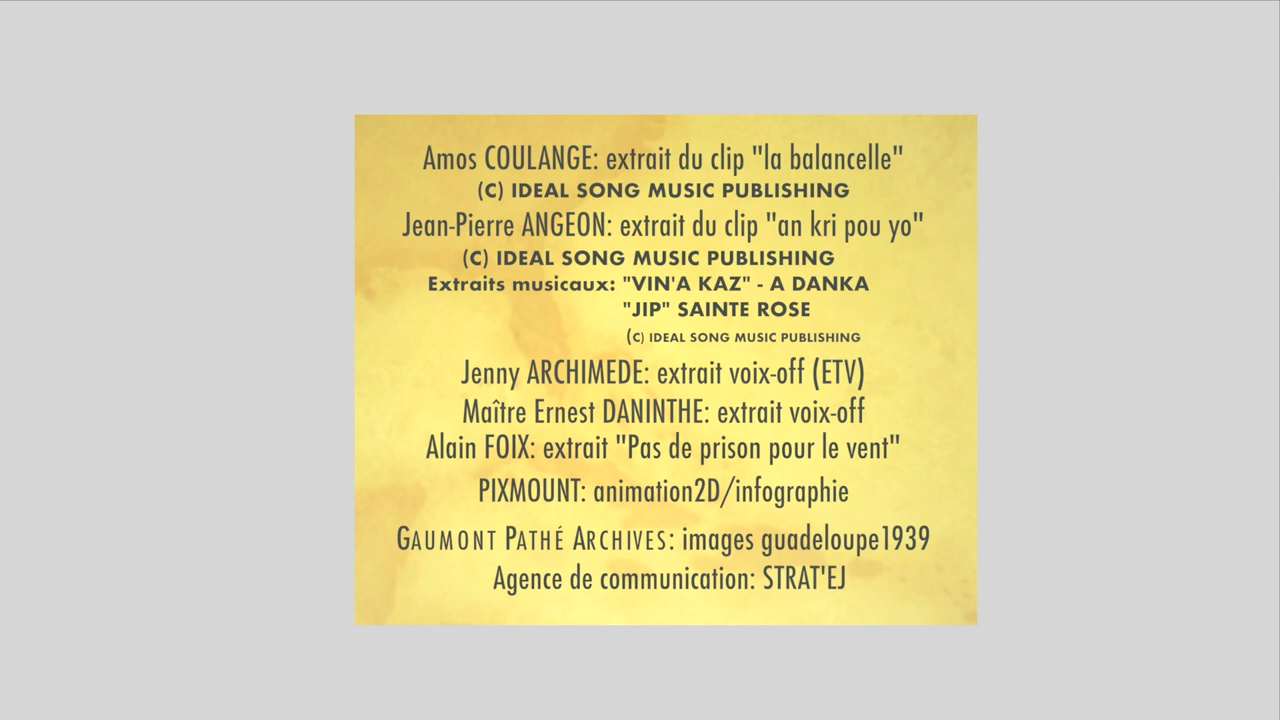 Amos COULANGE: extrait du clip "la balancelle"
(C) IDEAL SONG MUSIC PUBLISHING
Jean-Pierre ANGEON: extrait du clip "an kri pou yo"
(C) IDEAL SONG MUSIC PUBLISHING
Extraits musicaux: "VIN'A KAZ" - A DANKA
"JIP" SAINTE ROSE
(C) IDEAL SONG MUSIC PUBLISHING
Jenny ARCHIMEDE: extrait voix-off (ETV)
Maître Ernest DANINTHE: extrait voix-off
Alain FOIX: extrait "Pas de prison pour le vent"
PIXMOUNT: animation2D/infographie
GAUMONT PATHÉ ARCHIVES: images guadeloupe1939
Agence de communication: STRAT'EJ